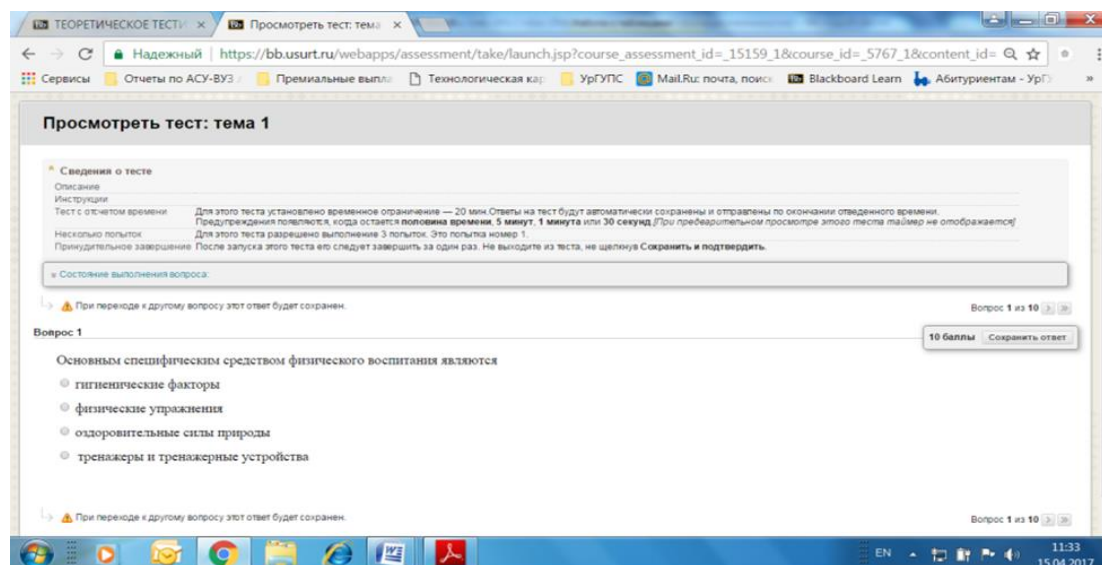 ТЕОРЕТИЧЕСКОЕ ТЕСТИ
Просмотреть тест: тема
Надежный https://bb.usurt.ru/webapps/assessment/take/launch.jsp?course_assessment_id=_15159_1&course_id=_5767_1&content_id=
Сервисы Отчеты по АСУ-ВУЗ Премиальные выпла Технологическая кар УрГУПС Mail.Ru: почта, поиск Blackboard Learn Абитуриентам - УрГ
Просмотреть тест: тема 1
Сведения о тесте
Описание
Инструкции
Тест с отсчетом времени Для этого теста установлено временное ограничение — 20 мин.Ответы на тест будут автоматически сохранены и отправлены по окончании отведенного времени.
Предупреждения появляются, когда остается половина времени, 5 минут, 1 минута или 30 секунд.[При предварительном просмотре этого теста таймер не отображается]
Несколько попыток Для этого теста разрешено выполнение 3 попыток. Это попытка номер 1.
Принудительное завершение После запуска этого теста его следует завершить за один раз. Не выходите из теста, не щелкнув Сохранить и подтвердить.
Состояние выполнения вопроса:
При переходе к другому вопросу этот ответ будет сохранен. Вопрос 1 из 10
Вопрос 1 10 баллы Сохранить ответ
Основным специфическим средством физического воспитания являются
гигиенические факторы
физические упражнения
оздоровительные силы природы
тренажеры и тренажерные устройства
При переходе к другому вопросу этот ответ будет сохранен. Вопрос 1 из 10
EN 11:33
15.04.2017